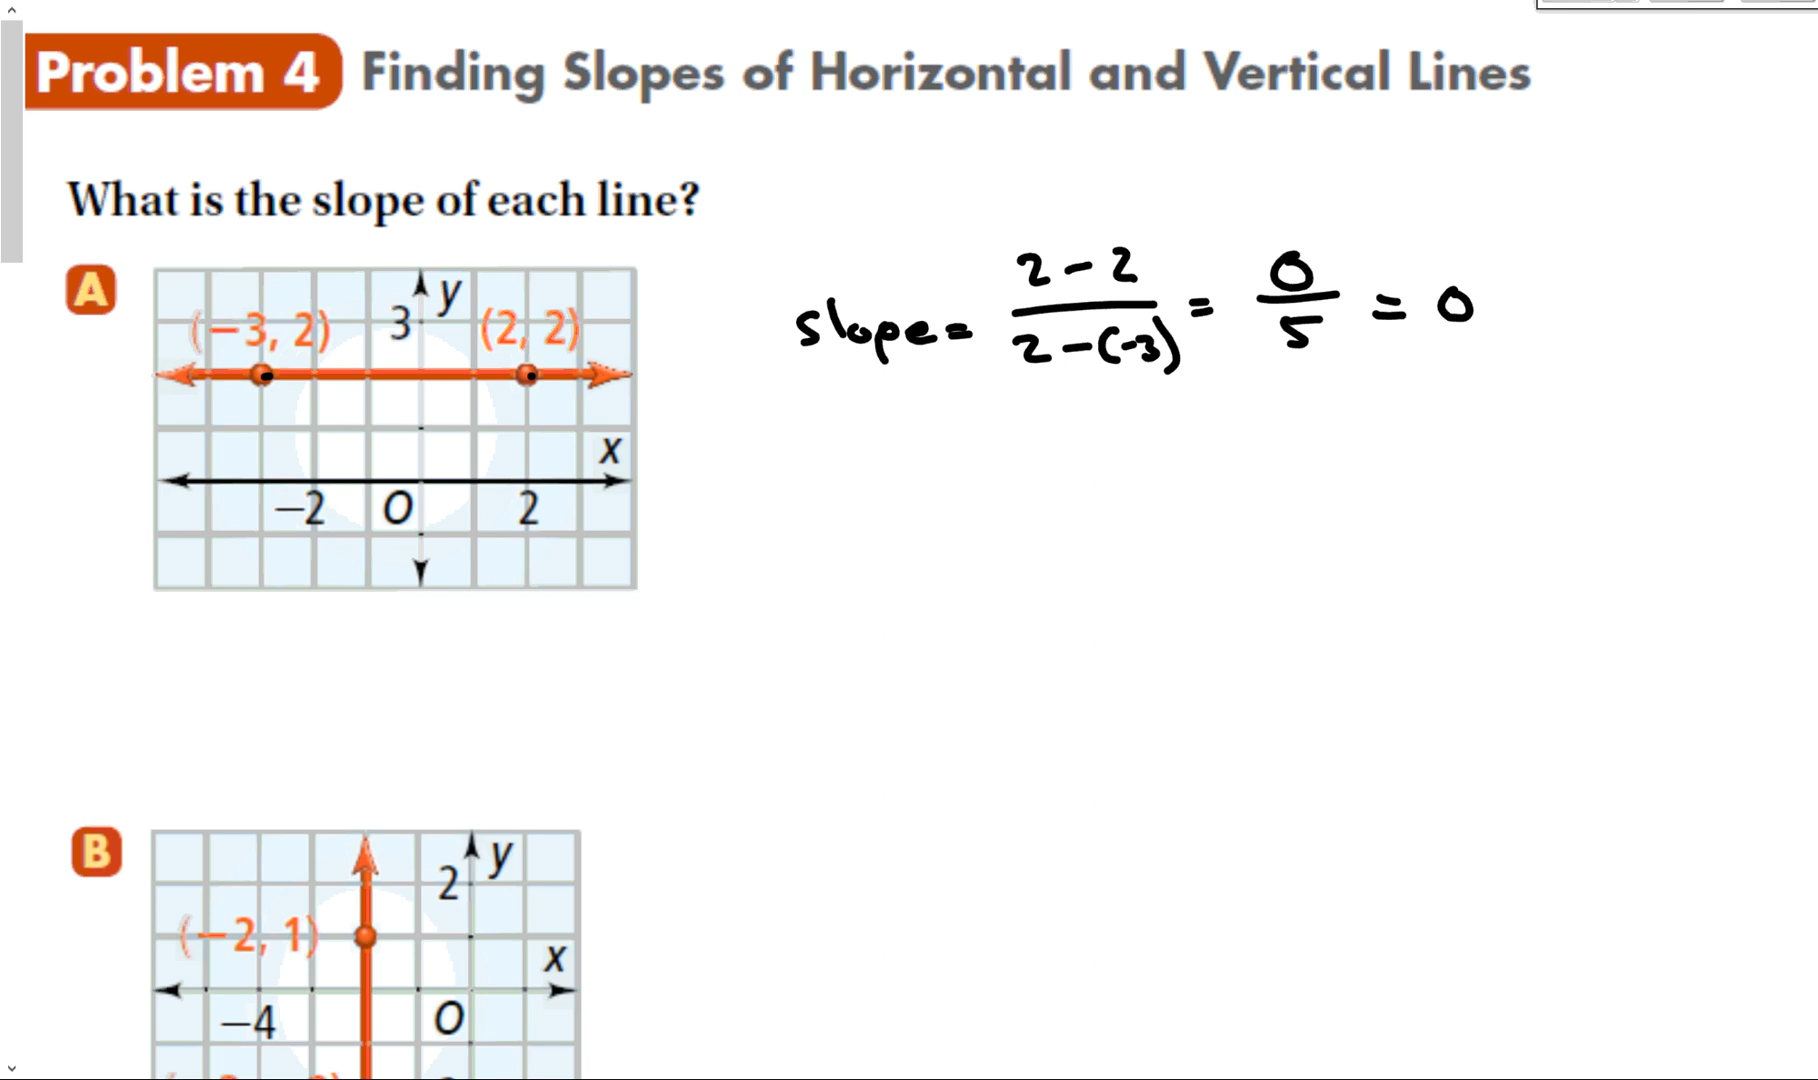 Problem 4 Finding Slopes of Horizontal and Vertical Lines
What is the slope of each line?
A
y
(−3, 2) 3 (2, 2)
x
−2 O 2
slope = 2 - 2 / 2 - (-3) = 0 / 5 = 0
B
y
2
(−2, 1)
x
−4 O